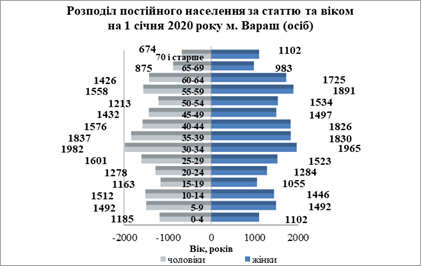 Розподіл постійного населення за статтю та віком
на 1 січня 2020 року м. Вараш (осіб)
674 70 і старше 1102
875 65-69 983
1426 60-64 1725
1558 55-59 1891
1213 50-54 1534
1432 45-49 1497
1576 40-44 1826
1837 35-39 1830
1982 30-34 1965
1601 25-29 1523
1278 20-24 1284
1163 15-19 1055
1512 10-14 1446
1492 5-9 1492
1185 0-4 1102
-2000 -1000 0 1000 2000
Вік, років
чоловіки жінки